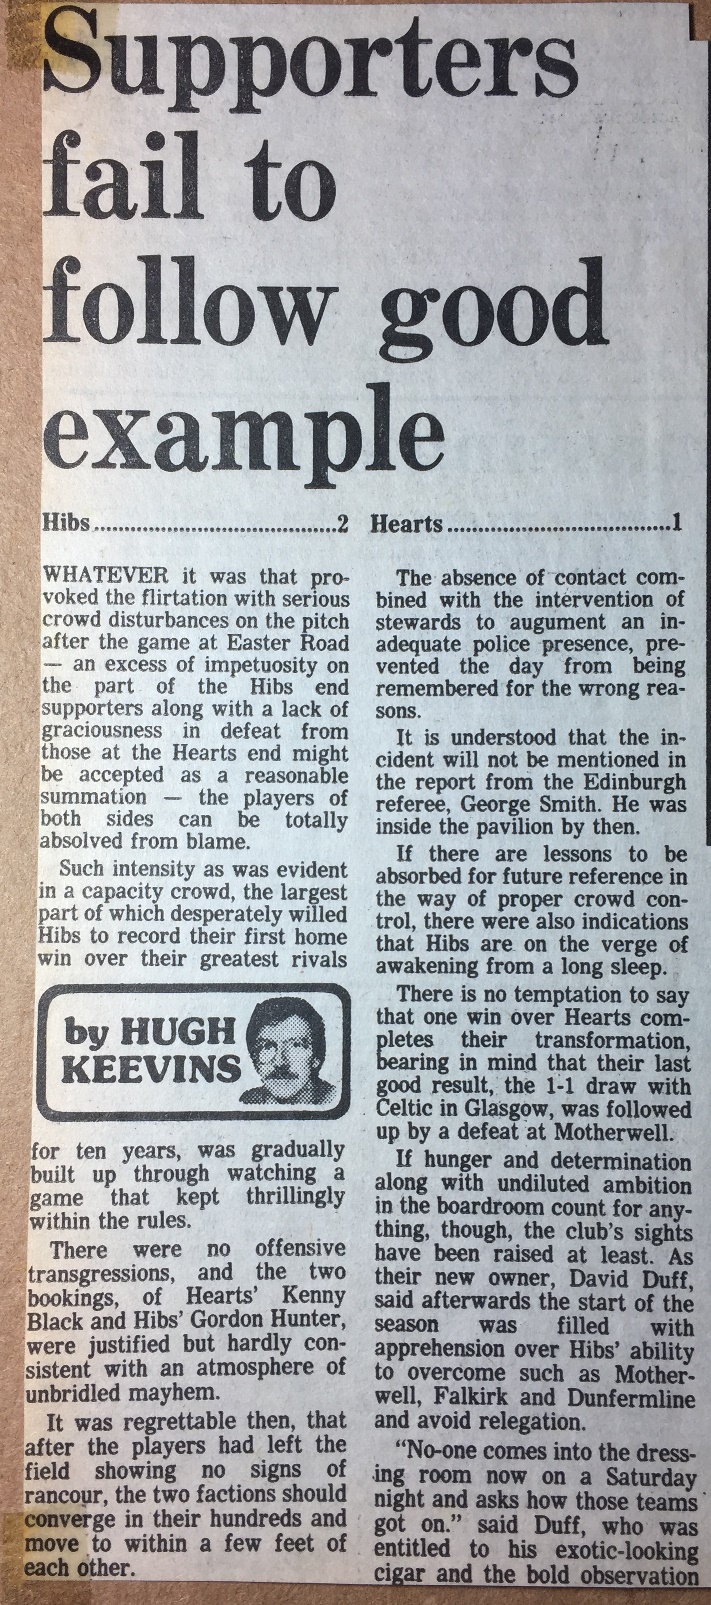 Supporters
fail to
follow good
example
Hibs.....................................2 Hearts...................................1
WHATEVER it was that pro-
voked the flirtation with serious
crowd disturbances on the pitch
after the game at Easter Road
— an excess of impetuosity on
the part of the Hibs end
supporters along with a lack of
graciousness in defeat from
those at the Hearts end might
be accepted as a reasonable
summation — the players of
both sides can be totally
absolved from blame.
Such intensity as was evident
in a capacity crowd, the largest
part of which desperately willed
Hibs to record their first home
win over their greatest rivals
by HUGH
KEEVINS
for ten years, was gradually
built up through watching a
game that kept thrillingly
within the rules.
There were no offensive
transgressions, and the two
bookings, of Hearts' Kenny
Black and Hibs' Gordon Hunter,
were justified but hardly con-
sistent with an atmosphere of
unbridled mayhem.
It was regrettable then, that
after the players had left the
field showing no signs of
rancour, the two factions should
converge in their hundreds and
move to within a few feet of
each other.
The absence of contact com-
bined with the intervention of
stewards to augument an in-
adequate police presence, pre-
vented the day from being
remembered for the wrong rea-
sons.
It is understood that the in-
cident will not be mentioned in
the report from the Edinburgh
referee, George Smith. He was
inside the pavilion by then.
If there are lessons to be
absorbed for future reference in
the way of proper crowd con-
trol, there were also indications
that Hibs are on the verge of
awakening from a long sleep.
There is no temptation to say
that one win over Hearts com-
pletes their transformation,
bearing in mind that their last
good result, the 1-1 draw with
Celtic in Glasgow, was followed
up by a defeat at Motherwell.
If hunger and determination
along with undiluted ambition
in the boardroom count for any-
thing, though, the club's sights
have been raised at least. As
their new owner, David Duff,
said afterwards the start of the
season was filled with
apprehension over Hibs' ability
to overcome such as Mother-
well, Falkirk and Dunfermline
and avoid relegation.
"No-one comes into the dress-
ing room now on a Saturday
night and asks how those teams
got on." said Duff, who was
entitled to his exotic-looking
cigar and the bold observation